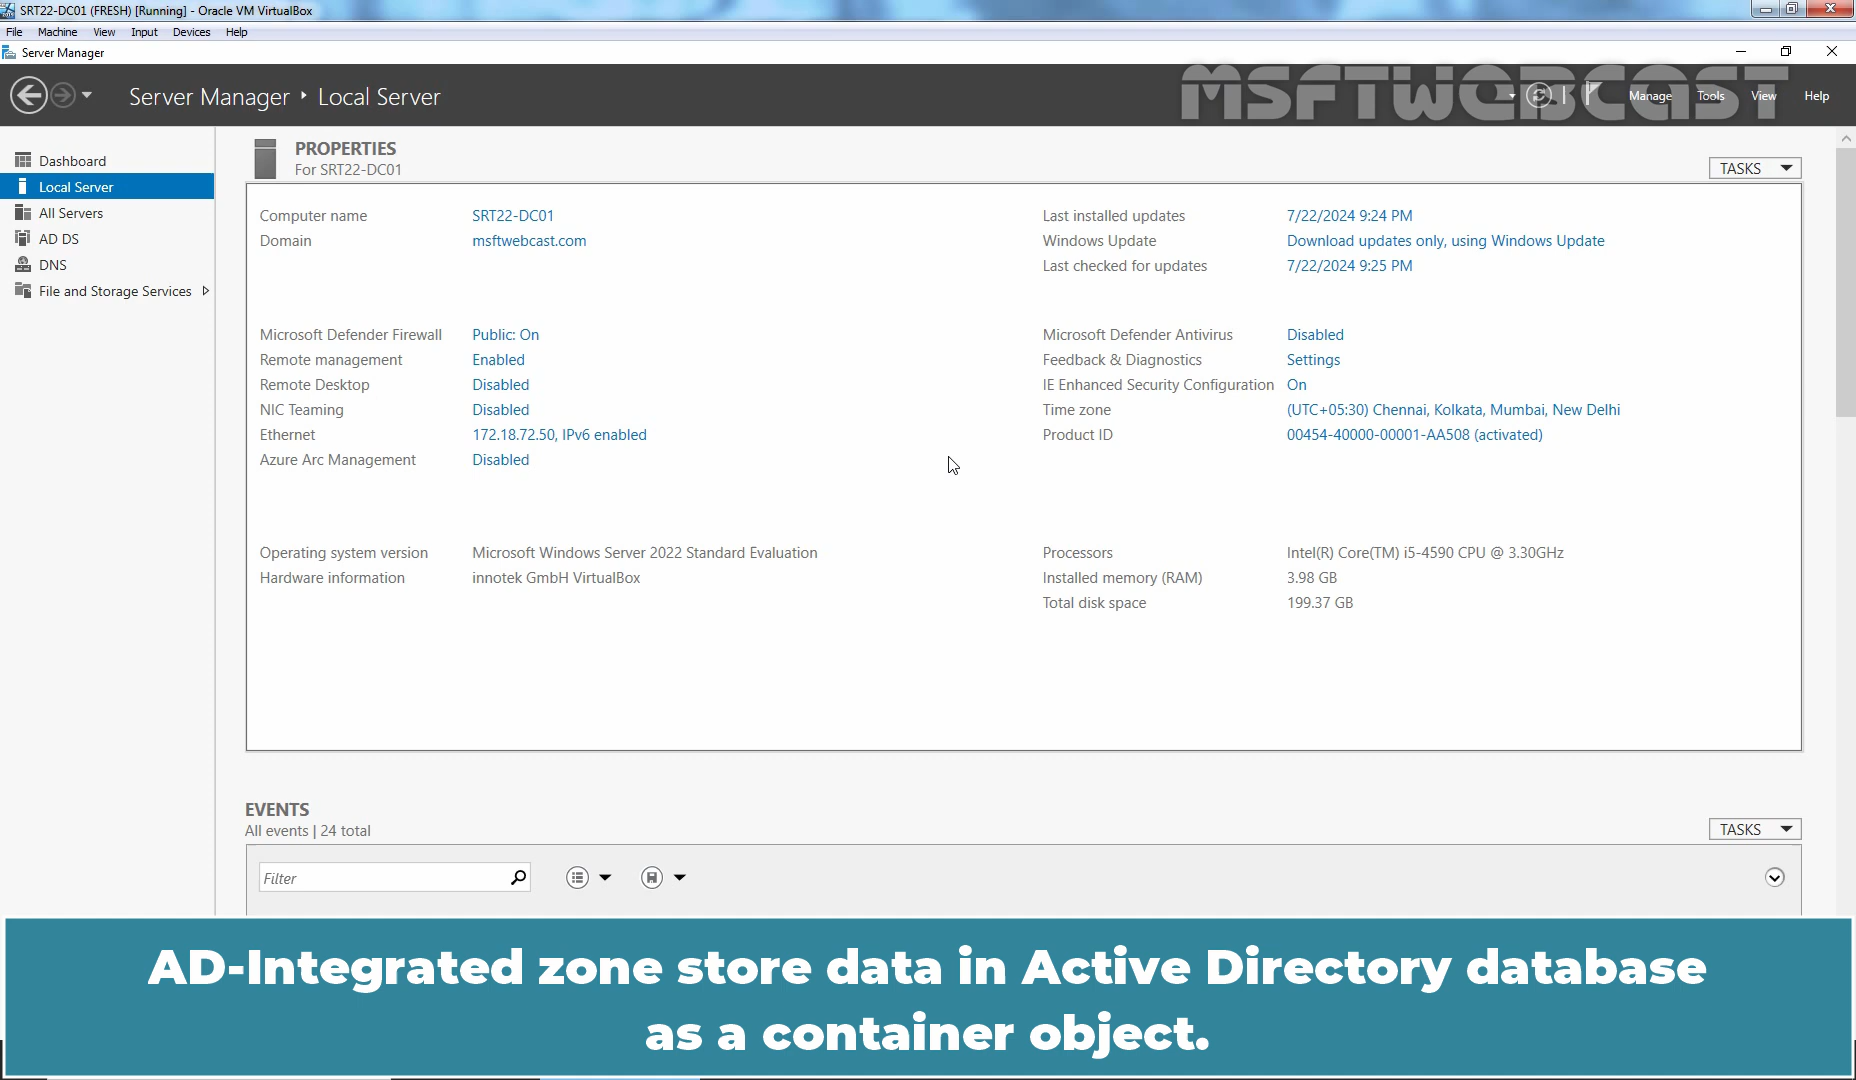 SRT22-DC01 (FRESH) [Running] - Oracle VM VirtualBox
File Machine View Input Devices Help
Server Manager
Server Manager ‣ Local Server
MSFTWEBCAST
Manage Tools View Help
Dashboard
Local Server
All Servers
AD DS
DNS
File and Storage Services
PROPERTIES
For SRT22-DC01
TASKS
Computer name SRT22-DC01
Domain msftwebcast.com
Last installed updates 7/22/2024 9:24 PM
Windows Update Download updates only, using Windows Update
Last checked for updates 7/22/2024 9:25 PM
Microsoft Defender Firewall Public: On
Remote management Enabled
Remote Desktop Disabled
NIC Teaming Disabled
Ethernet 172.18.72.50, IPv6 enabled
Azure Arc Management Disabled
Microsoft Defender Antivirus Disabled
Feedback & Diagnostics Settings
IE Enhanced Security Configuration On
Time zone (UTC+05:30) Chennai, Kolkata, Mumbai, New Delhi
Product ID 00454-40000-00001-AA508 (activated)
Operating system version Microsoft Windows Server 2022 Standard Evaluation
Hardware information innotek GmbH VirtualBox
Processors Intel(R) Core(TM) i5-4590 CPU @ 3.30GHz
Installed memory (RAM) 3.98 GB
Total disk space 199.37 GB
EVENTS
All events | 24 total
TASKS
Filter
AD-Integrated zone store data in Active Directory database
as a container object.